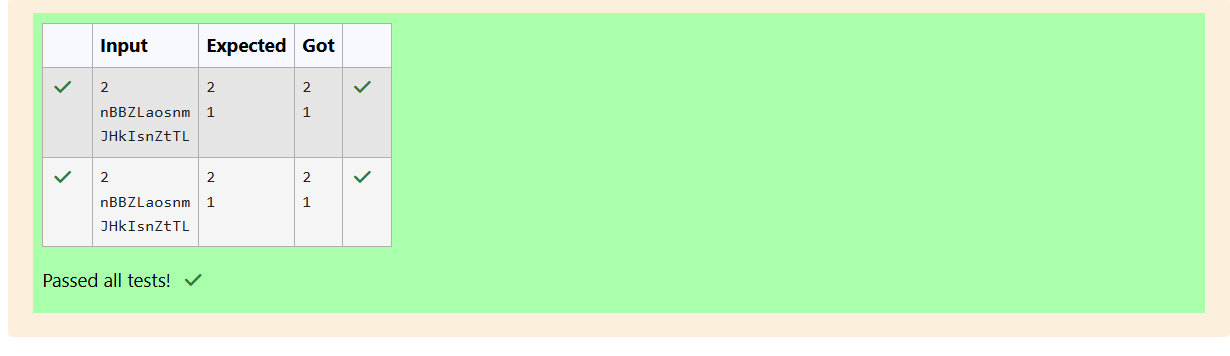 Input Expected Got
2 2 2
nBBZLaosnm 1 1
JHkIsnZtTL
2 2 2
nBBZLaosnm 1 1
JHkIsnZtTL
Passed all tests!